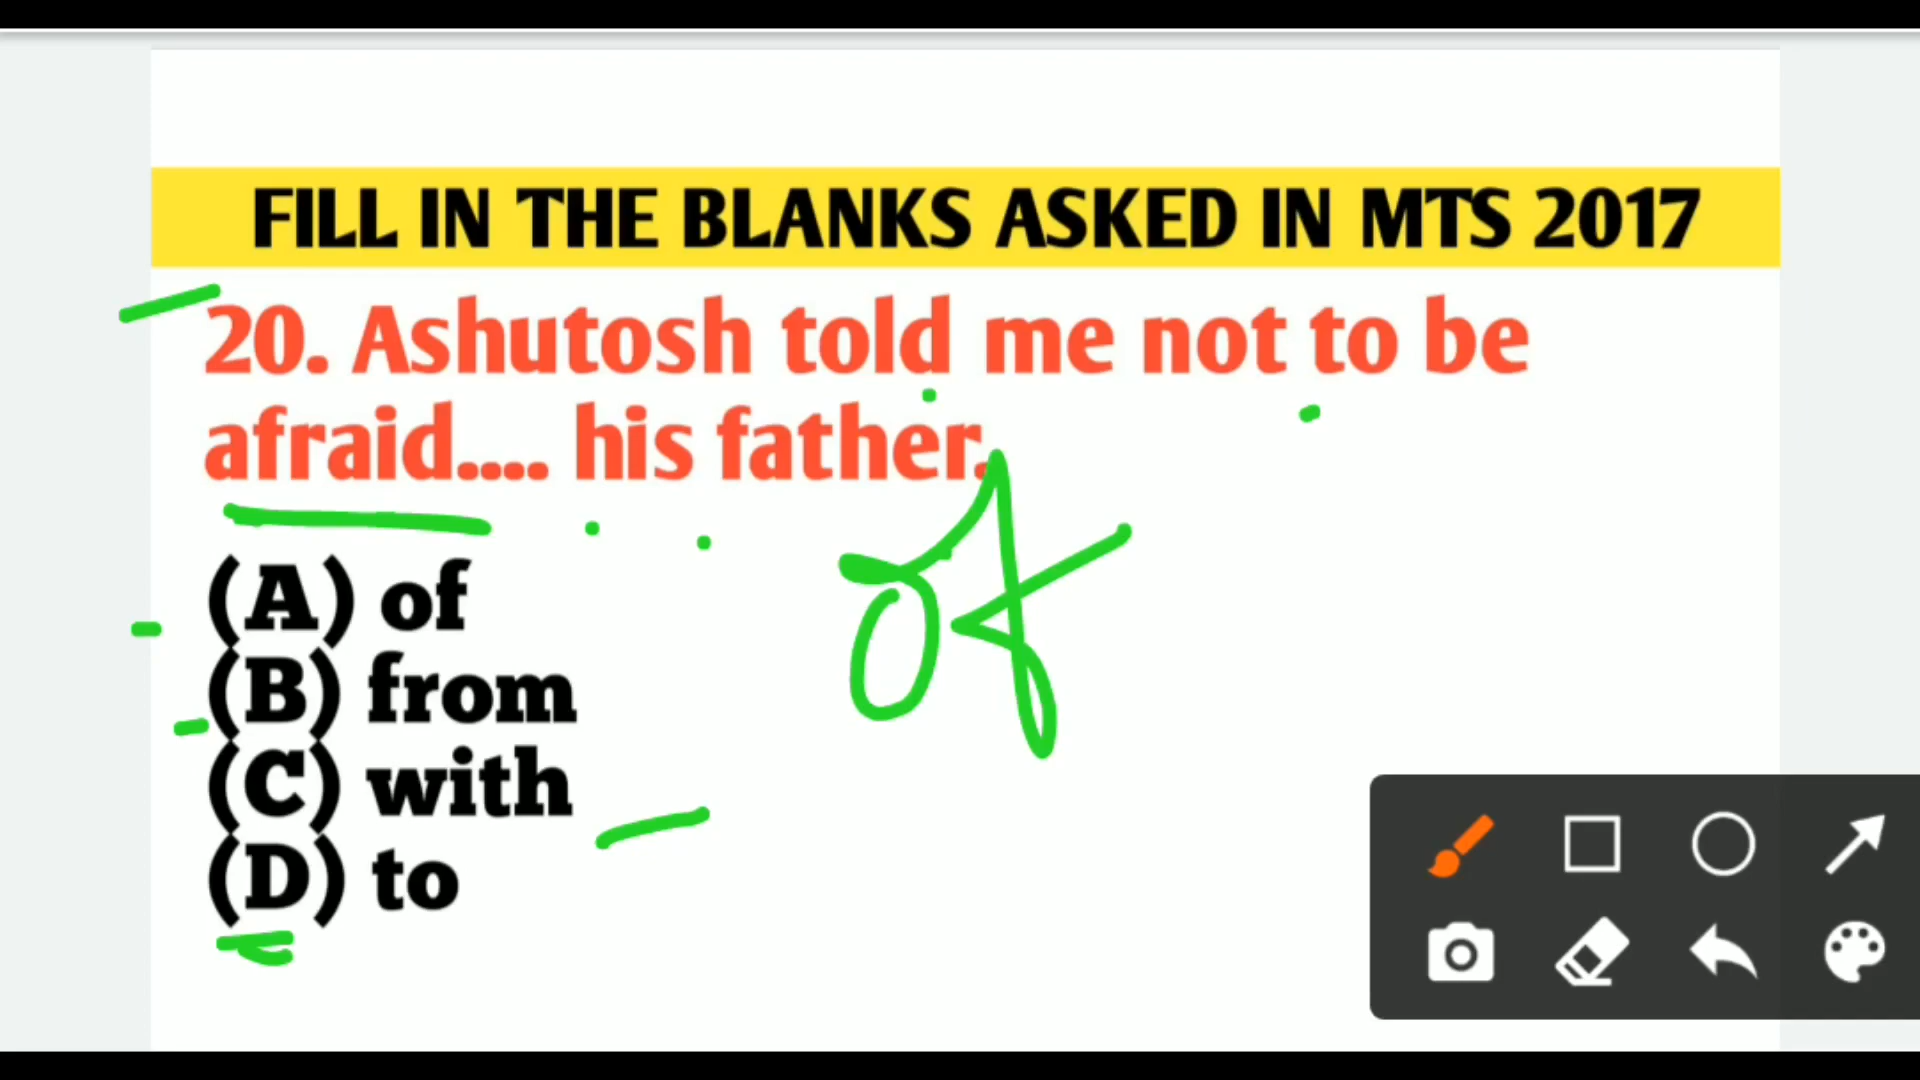 FILL IN THE BLANKS ASKED IN MTS 2017
20. Ashutosh told me not to be
afraid.... his father.
of
(A) of
(B) from
(C) with
(D) to